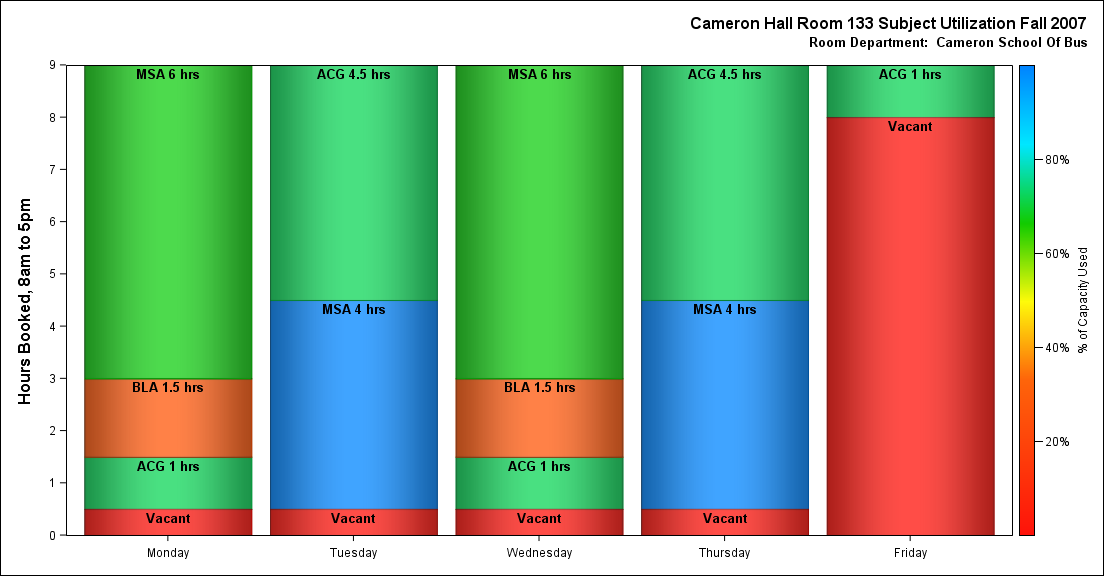 Cameron Hall Room 133 Subject Utilization Fall 2007
Room Department:  Cameron School Of Bus
Hours Booked, 8am to 5pm
9
8
7
6
5
4
3
2
1
0
MSA 6 hrs
BLA 1.5 hrs
ACG 1 hrs
Vacant
ACG 4.5 hrs
MSA 4 hrs
Vacant
MSA 6 hrs
BLA 1.5 hrs
ACG 1 hrs
Vacant
ACG 4.5 hrs
MSA 4 hrs
Vacant
ACG 1 hrs
Vacant
Monday
Tuesday
Wednesday
Thursday
Friday
80%
60%
40%
20%
% of Capacity Used